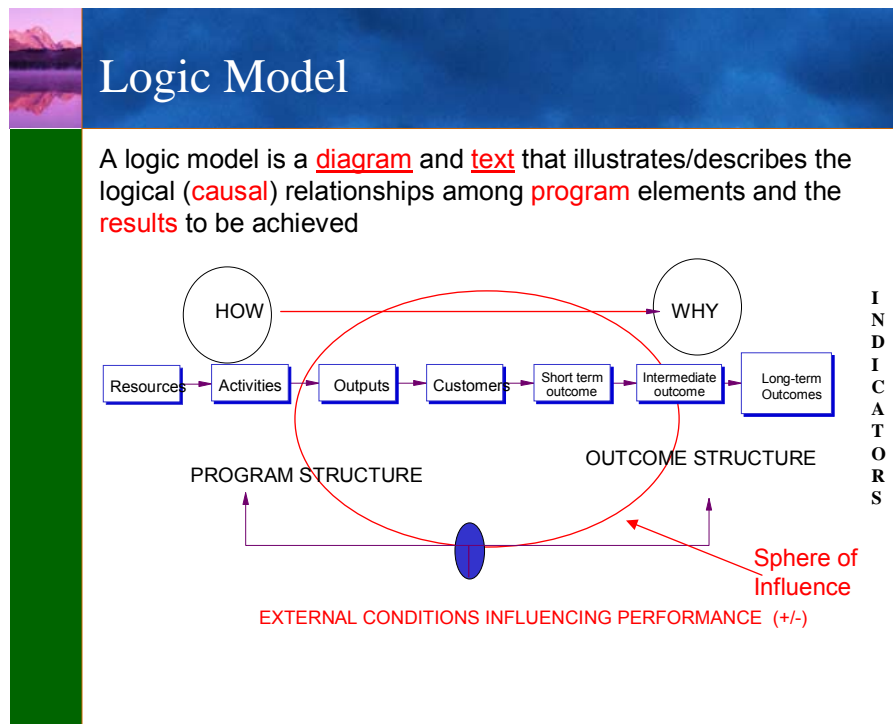 Logic Model
A logic model is a diagram and text that illustrates/describes the
logical (causal) relationships among program elements and the
results to be achieved
HOW
WHY
Resources
Activities
Outputs
Customers
Short term
outcome
Intermediate
outcome
Long-term
Outcomes
PROGRAM STRUCTURE
OUTCOME STRUCTURE
Sphere of
Influence
EXTERNAL CONDITIONS INFLUENCING PERFORMANCE (+/-)
I
N
D
I
C
A
T
O
R
S